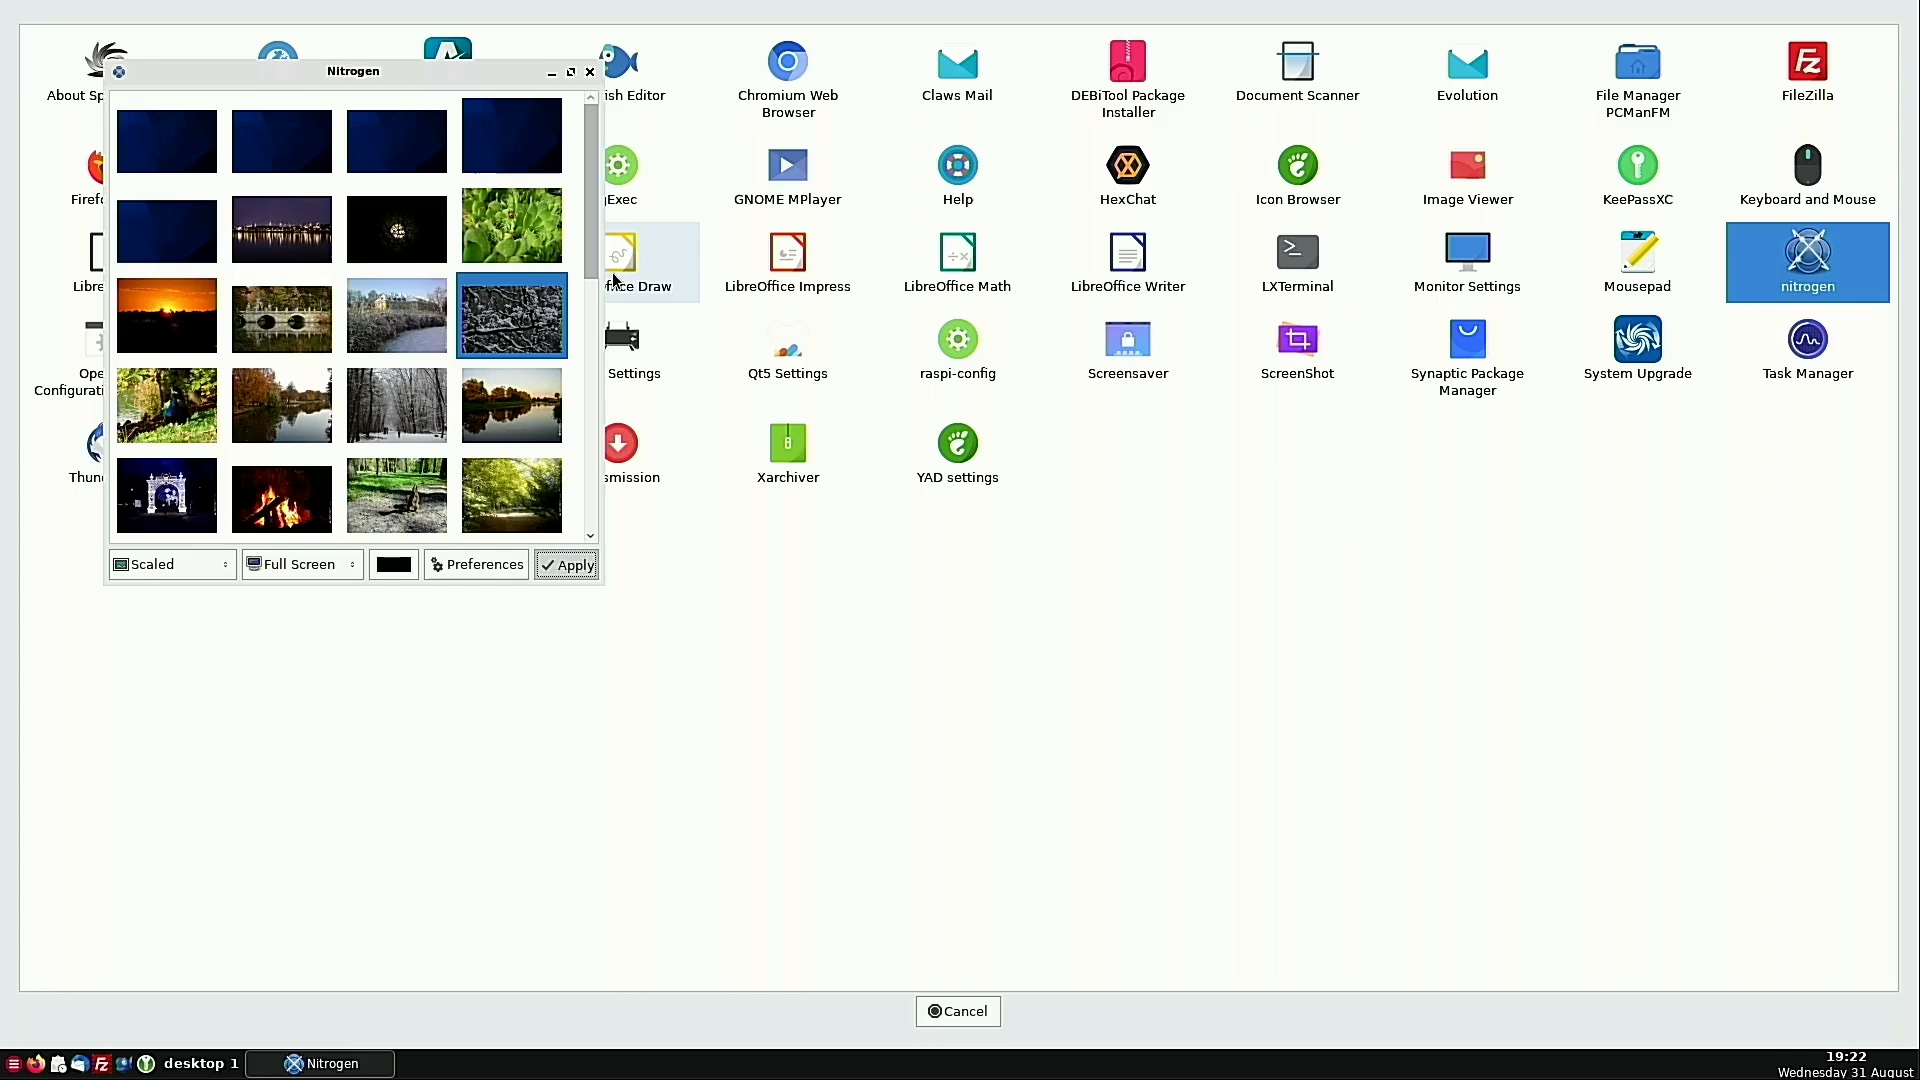 Nitrogen
About Sp
ish Editor
Chromium Web
Browser
Claws Mail
DEBiTool Package
Installer
Document Scanner
Evolution
File Manager
PCManFM
FileZilla
Firefo
gExec
GNOME MPlayer
Help
HexChat
Icon Browser
Image Viewer
KeePassXC
Keyboard and Mouse
Libre
ffice Draw
LibreOffice Impress
LibreOffice Math
LibreOffice Writer
LXTerminal
Monitor Settings
Mousepad
nitrogen
Ope
Configurati
Settings
Qt5 Settings
raspi-config
Screensaver
ScreenShot
Synaptic Package
Manager
System Upgrade
Task Manager
Thun
smission
Xarchiver
YAD settings
Scaled
Full Screen
Preferences
Apply
Cancel
desktop 1
Nitrogen
19:22
Wednesday 31 August